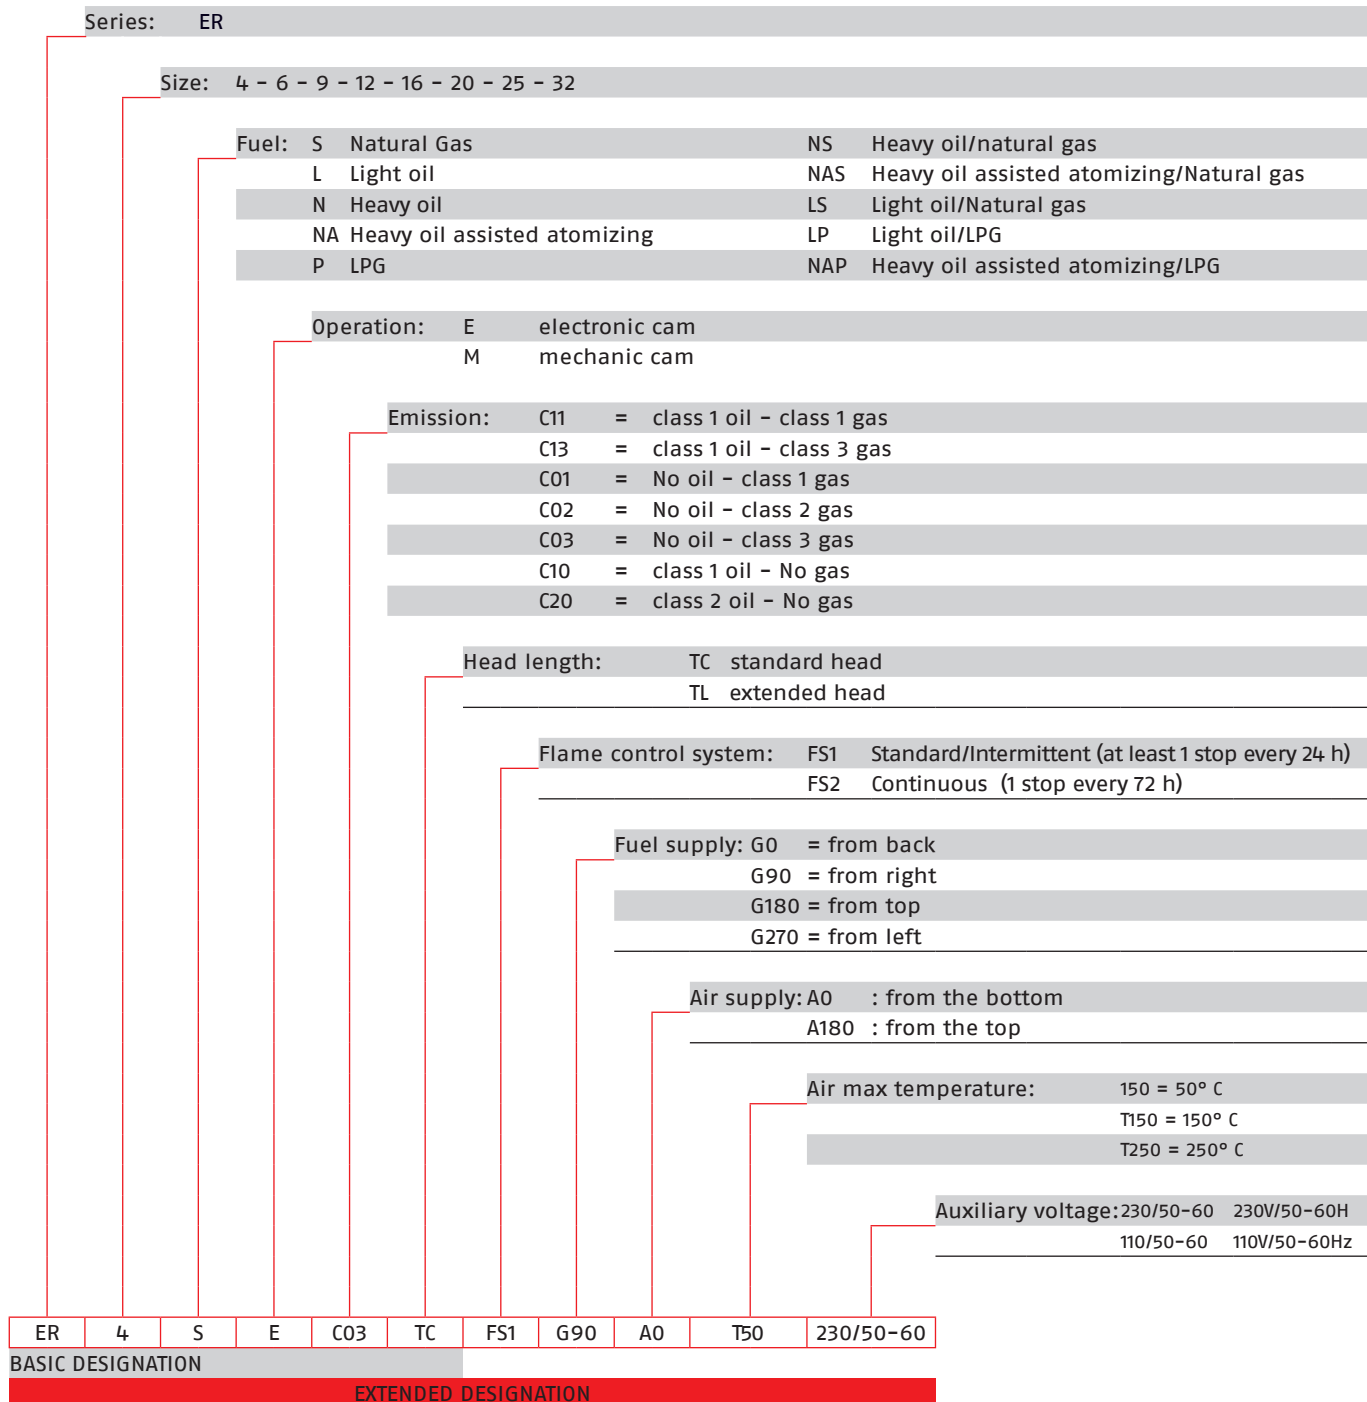 Series: ER
Size: 4 - 6 - 9 - 12 - 16 - 20 - 25 - 32
Fuel: S Natural Gas NS Heavy oil/natural gas
L Light oil NAS Heavy oil assisted atomizing/Natural gas
N Heavy oil LS Light oil/Natural gas
NA Heavy oil assisted atomizing LP Light oil/LPG
P LPG NAP Heavy oil assisted atomizing/LPG
Operation: E electronic cam
M mechanic cam
Emission: C11 = class 1 oil - class 1 gas
C13 = class 1 oil - class 3 gas
C01 = No oil - class 1 gas
C02 = No oil - class 2 gas
C03 = No oil - class 3 gas
C10 = class 1 oil - No gas
C20 = class 2 oil - No gas
Head length: TC standard head
TL extended head
Flame control system: FS1 Standard/Intermittent (at least 1 stop every 24 h)
FS2 Continuous (1 stop every 72 h)
Fuel supply: G0 = from back
G90 = from right
G180 = from top
G270 = from left
Air supply: A0 : from the bottom
A180 : from the top
Air max temperature: 150 = 50° C
T150 = 150° C
T250 = 250° C
Auxiliary voltage: 230/50-60 230V/50-60H
110/50-60 110V/50-60Hz
ER 4 S E C03 TC FS1 G90 A0 T50 230/50-60
BASIC DESIGNATION
EXTENDED DESIGNATION